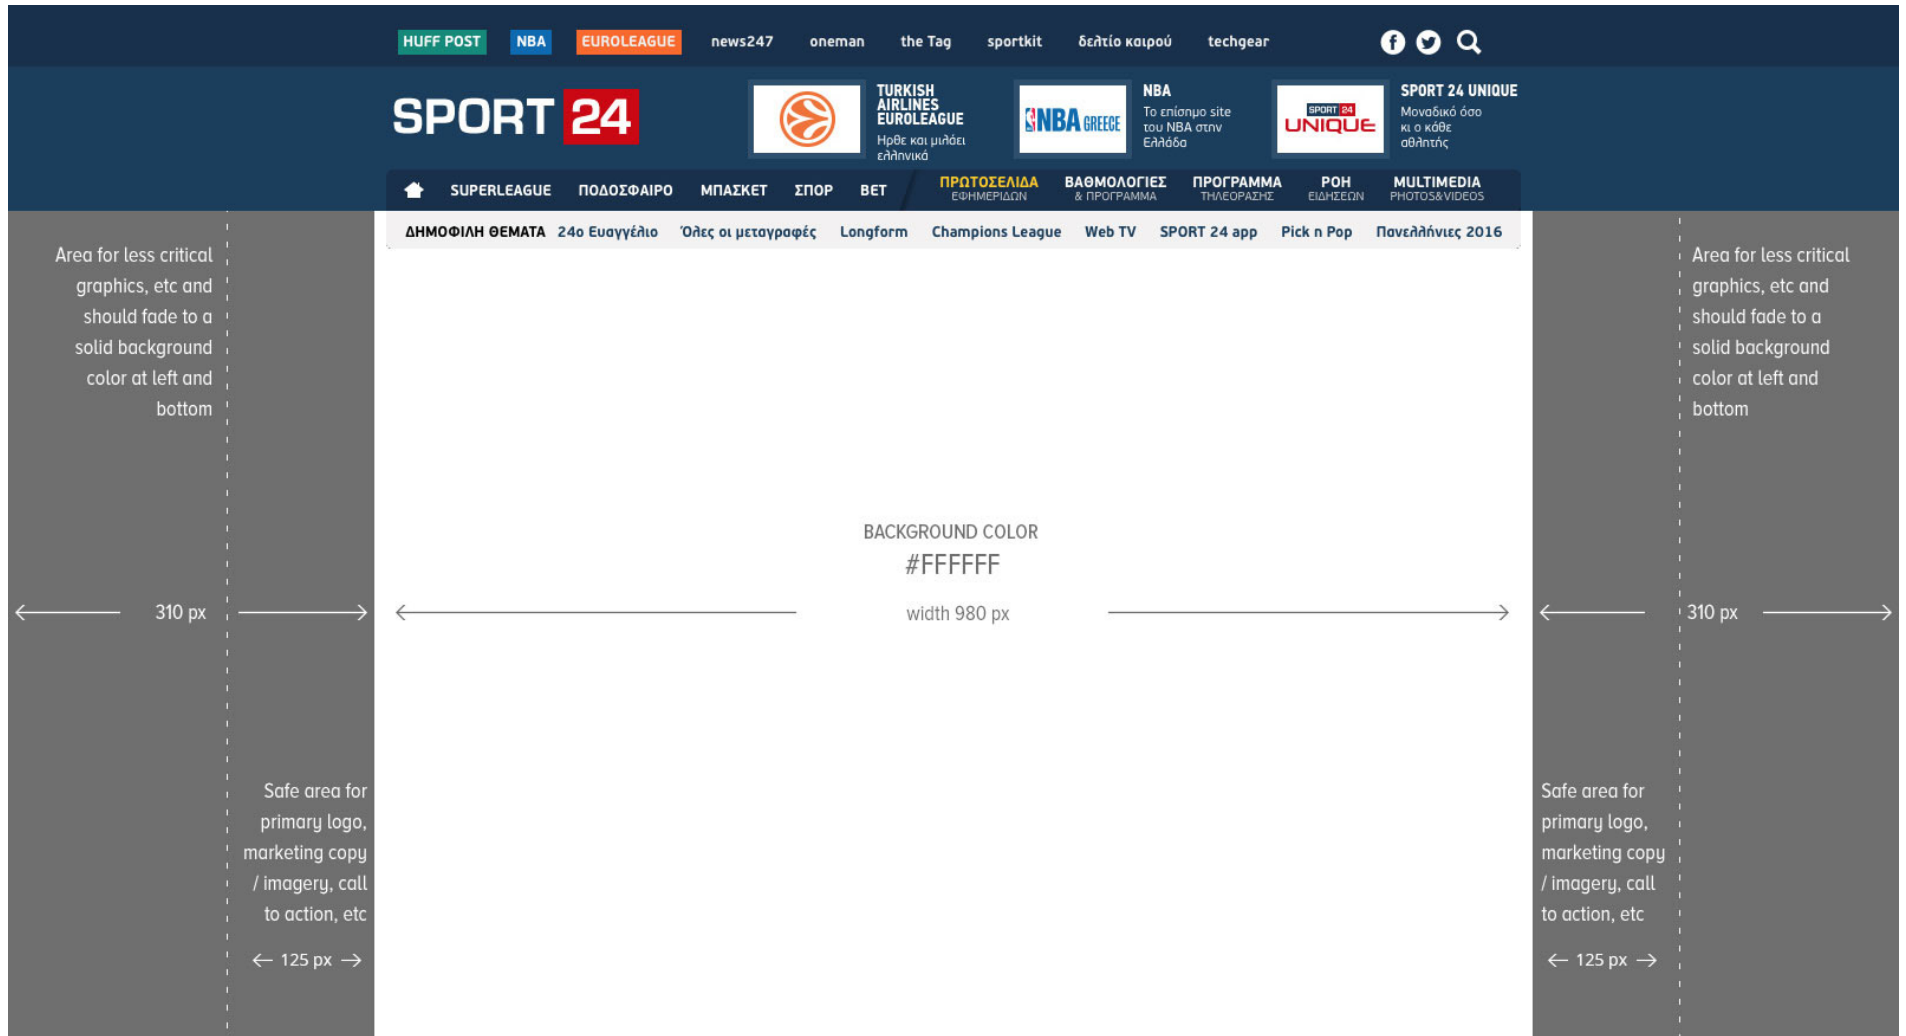 HUFF POST NBA EUROLEAGUE news247 oneman the Tag sportkit δελτίο καιρού techgear
SPORT 24
TURKISH
AIRLINES
EUROLEAGUE
Ηρθε και μιλάει
ελληνικά
NBA GREECE
NBA
Το επίσημο site
του NBA στην
Ελλάδα
SPORT 24
UNIQUE
SPORT 24 UNIQUE
Μοναδικό όσο
κι ο κάθε
αθλητής
SUPERLEAGUE ΠΟΔΟΣΦΑΙΡΟ ΜΠΑΣΚΕΤ ΣΠΟΡ BET
ΠΡΩΤΟΣΕΛΙΔΑ
ΕΦΗΜΕΡΙΔΩΝ
ΒΑΘΜΟΛΟΓΙΕΣ
& ΠΡΟΓΡΑΜΜΑ
ΠΡΟΓΡΑΜΜΑ
ΤΗΛΕΟΡΑΣΗΣ
ΡΟΗ
ΕΙΔΗΣΕΩΝ
MULTIMEDIA
PHOTOS&VIDEOS
ΔΗΜΟΦΙΛΗ ΘΕΜΑΤΑ 24ο Ευαγγέλιο Όλες οι μεταγραφές Longform Champions League Web TV SPORT 24 app Pick n Pop Πανελλήνιες 2016
Area for less critical
graphics, etc and
should fade to a
solid background
color at left and
bottom
Area for less critical
graphics, etc and
should fade to a
solid background
color at left and
bottom
BACKGROUND COLOR
#FFFFFF
310 px
width 980 px
310 px
Safe area for
primary logo,
marketing copy
/ imagery, call
to action, etc
125 px
Safe area for
primary logo,
marketing copy
/ imagery, call
to action, etc
125 px